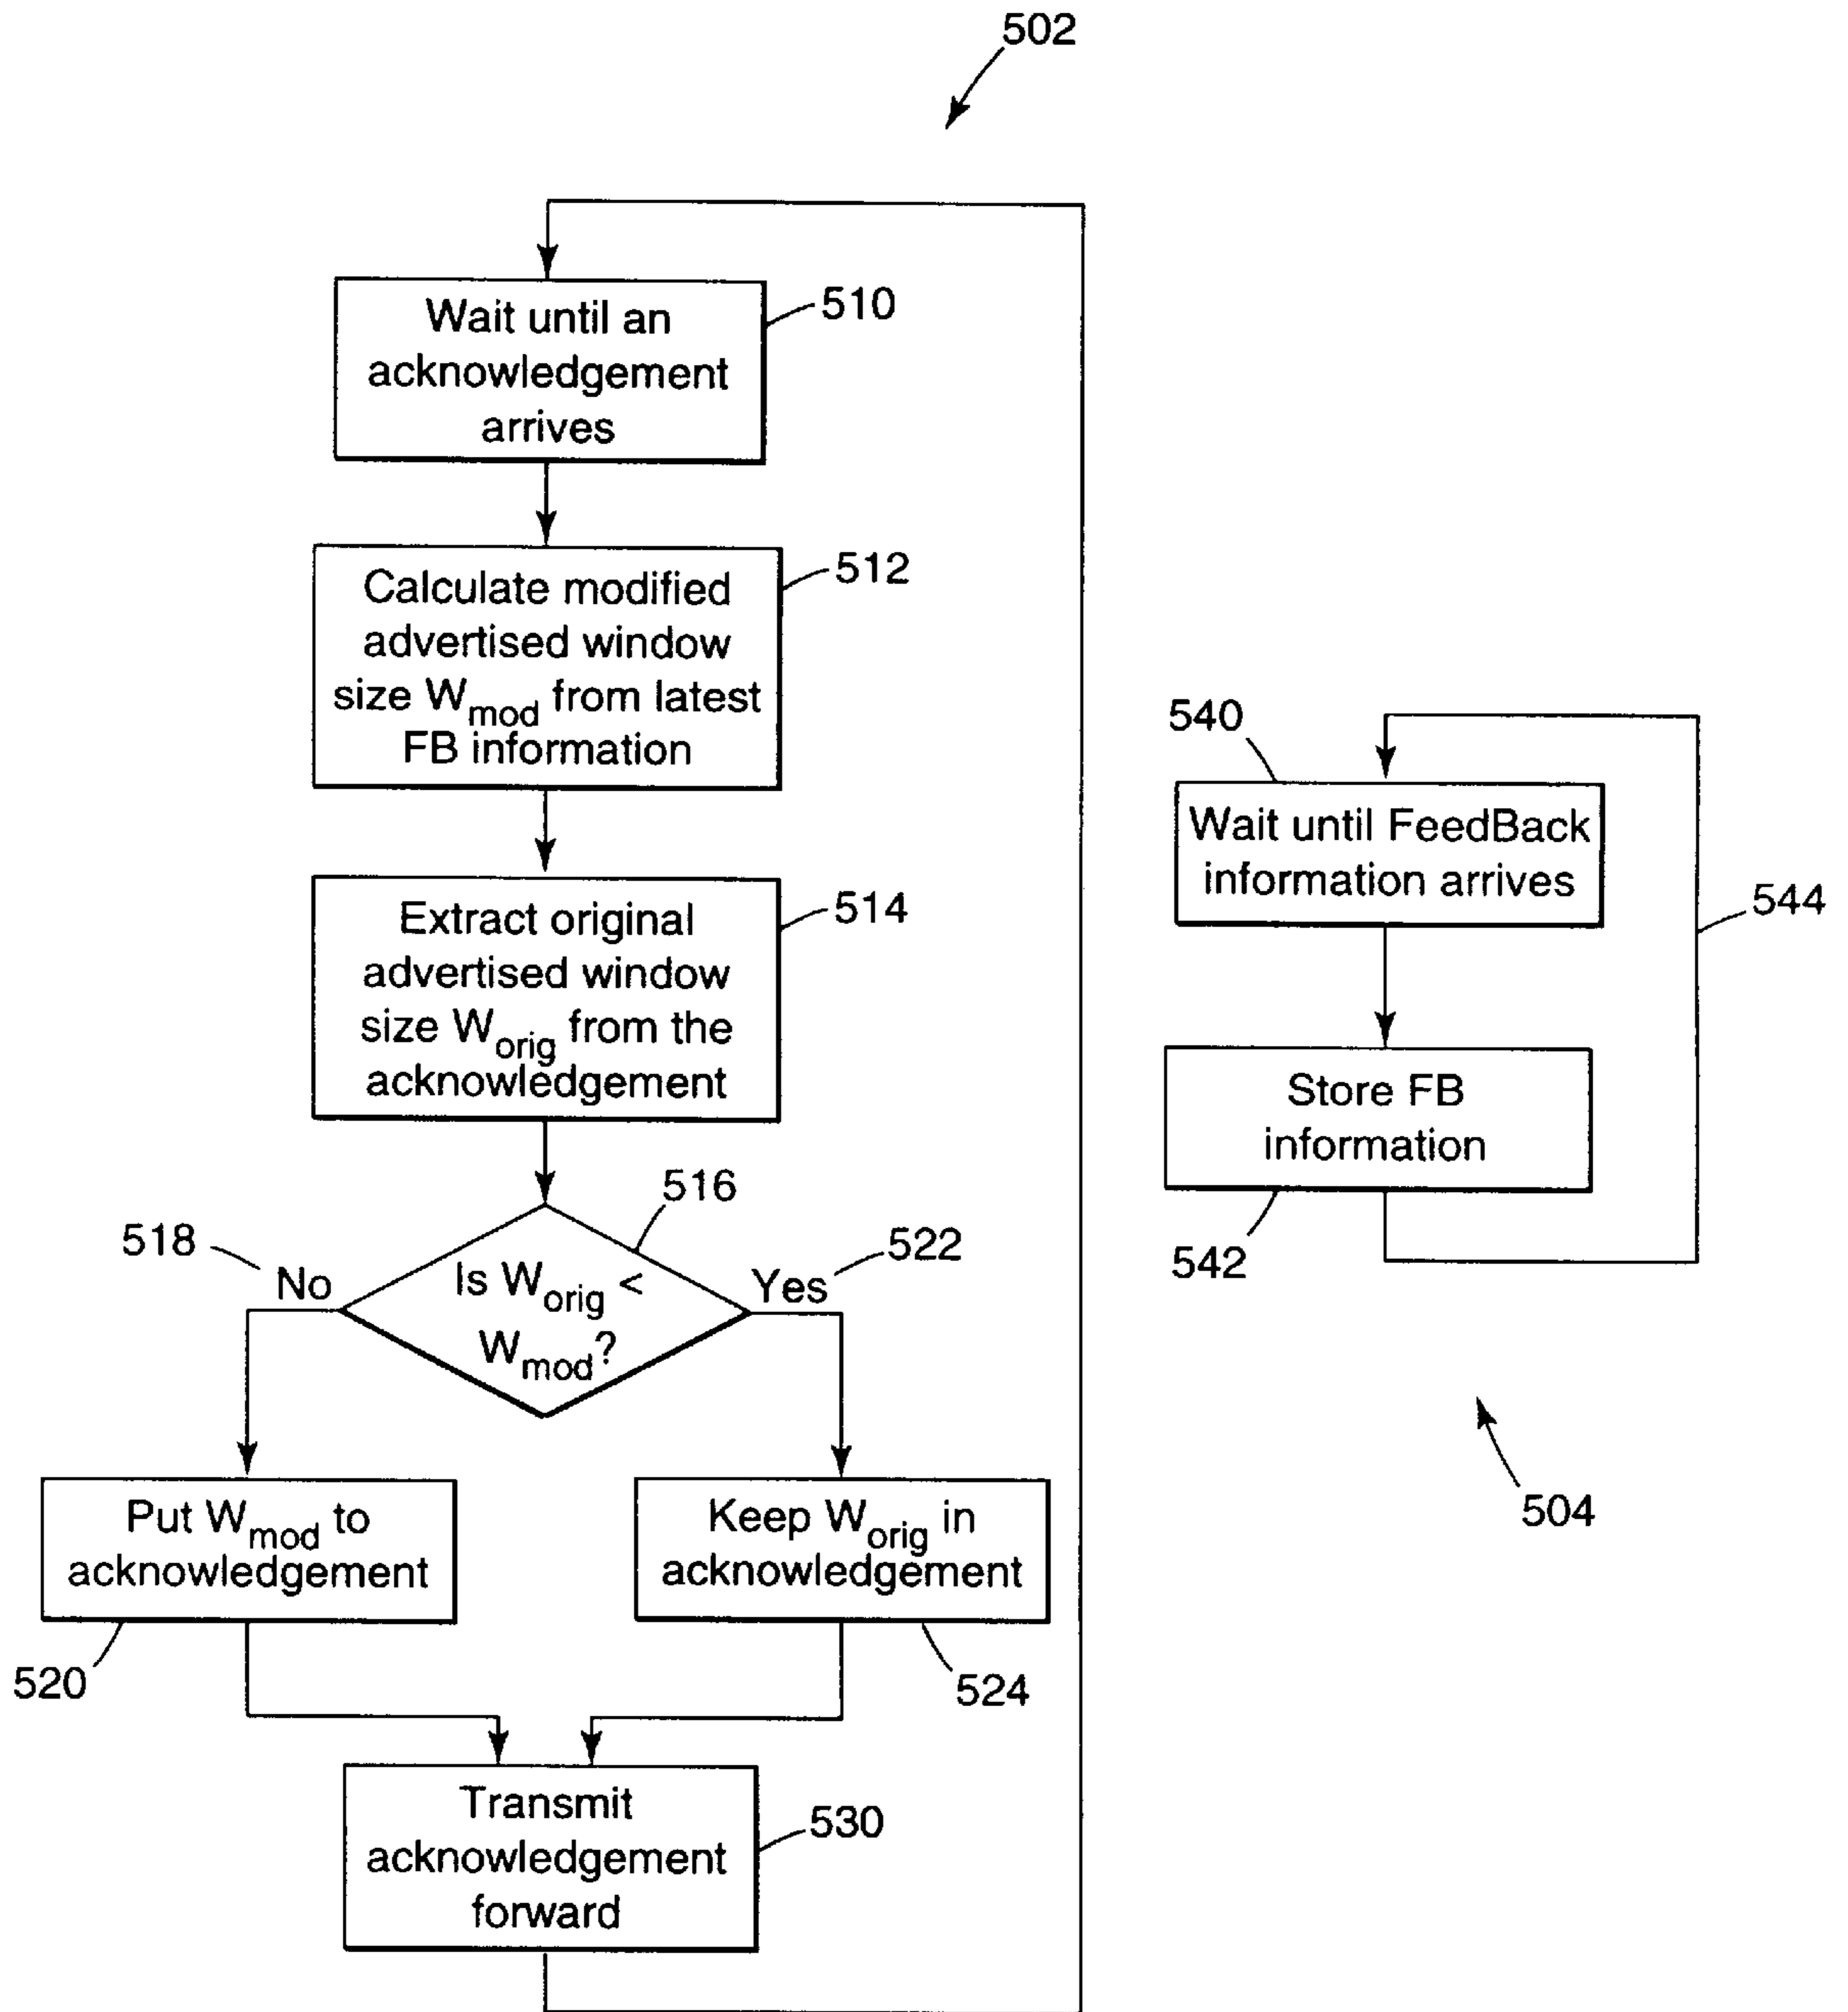 502
Wait until an
acknowledgement
arrives
510
Calculate modified
advertised window
size Wmod from latest
FB information
512
Extract original
advertised window
size Worig from the
acknowledgement
514
516
Is Worig <
Wmod?
518
No
522
Yes
Put Wmod to
acknowledgement
520
Keep Worig in
acknowledgement
524
Transmit
acknowledgement
forward
530
540
Wait until FeedBack
information arrives
544
Store FB
information
542
504